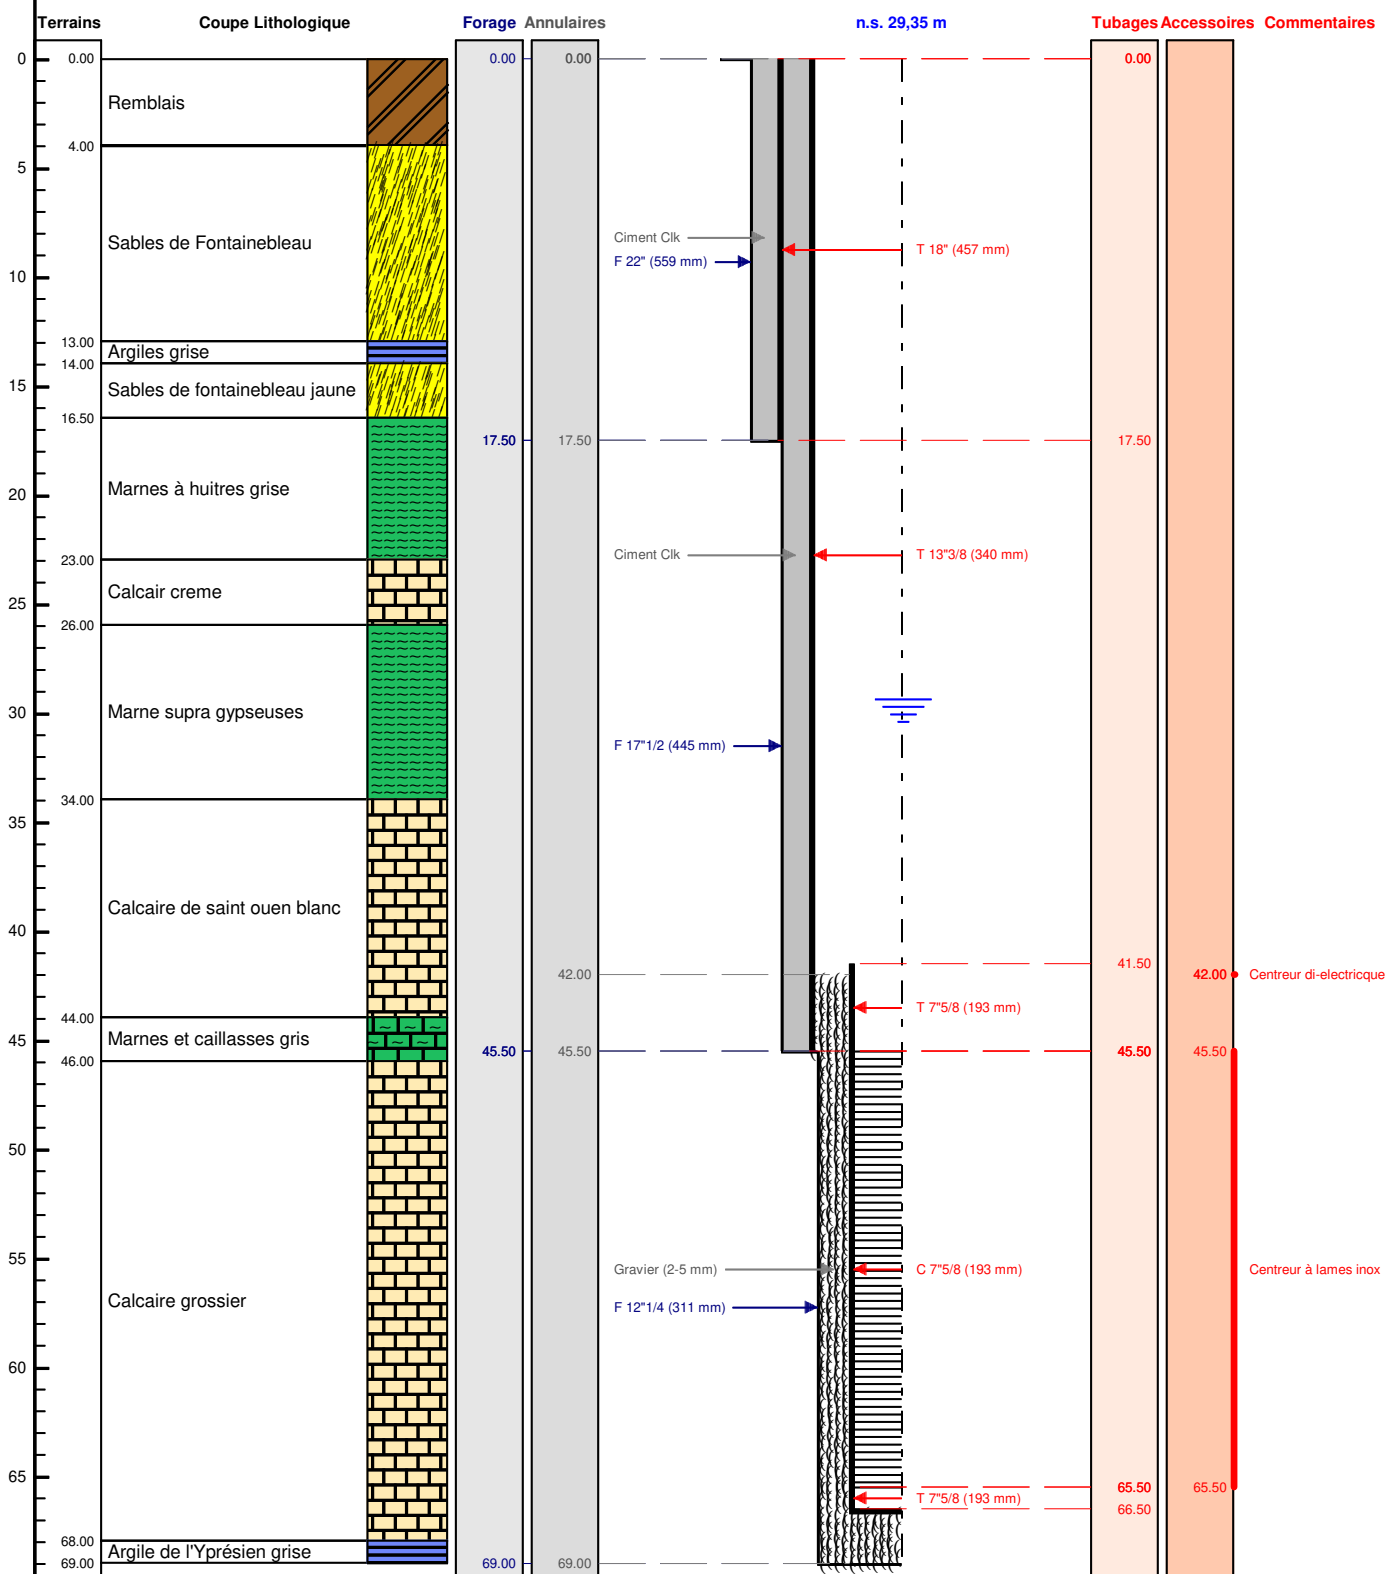 Terrains Coupe Lithologique Forage Annulaires n.s. 29,35 m Tubages Accessoires Commentaires
0 0.00 0.00 0.00 0.00
Remblais
4.00
5
Sables de Fontainebleau
Ciment Clk
T 18" (457 mm)
F 22" (559 mm)
10
13.00
Argiles grise
14.00
15
Sables de fontainebleau jaune
16.50
17.50 17.50 17.50
Marnes à huitres grise
20
23.00
Ciment Clk
T 13"3/8 (340 mm)
Calcair creme
25
26.00
Marne supra gypseuses
30
F 17"1/2 (445 mm)
34.00
35
Calcaire de saint ouen blanc
40
41.50
42.00 42.00 Centreur di-electricque
T 7"5/8 (193 mm)
44.00
Marnes et caillasses gris
45
45.50 45.50 45.50 45.50
46.00
50
55
Gravier (2-5 mm) C 7"5/8 (193 mm) Centreur à lames inox
Calcaire grossier
F 12"1/4 (311 mm)
60
65
65.50 65.50
T 7"5/8 (193 mm)
66.50
68.00
Argile de l'Yprésien grise
69.00 69.00 69.00